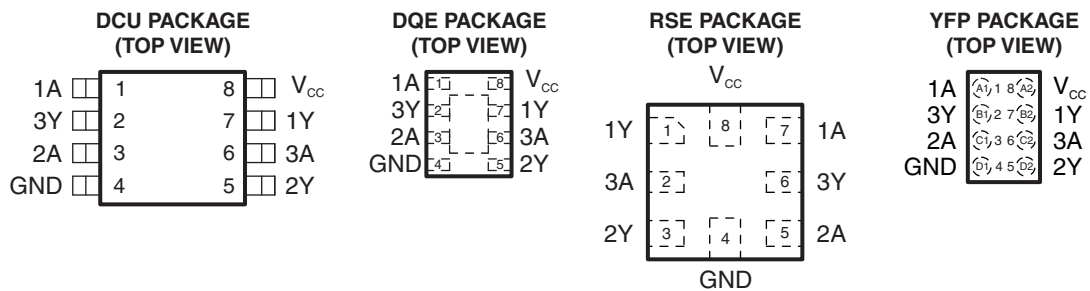 DCU PACKAGE
(TOP VIEW)
1A 1 8 VCC
3Y 2 7 1Y
2A 3 6 3A
GND 4 5 2Y
DQE PACKAGE
(TOP VIEW)
1A 1 8 VCC
3Y 2 7 1Y
2A 3 6 3A
GND 4 5 2Y
RSE PACKAGE
(TOP VIEW)
VCC
1Y 1 8 7 1A
3A 2 6 3Y
2Y 3 4 5 2A
GND
YFP PACKAGE
(TOP VIEW)
1A A1 1 8 A2 VCC
3Y B1 2 7 B2 1Y
2A C1 3 6 C2 3A
GND D1 4 5 D2 2Y